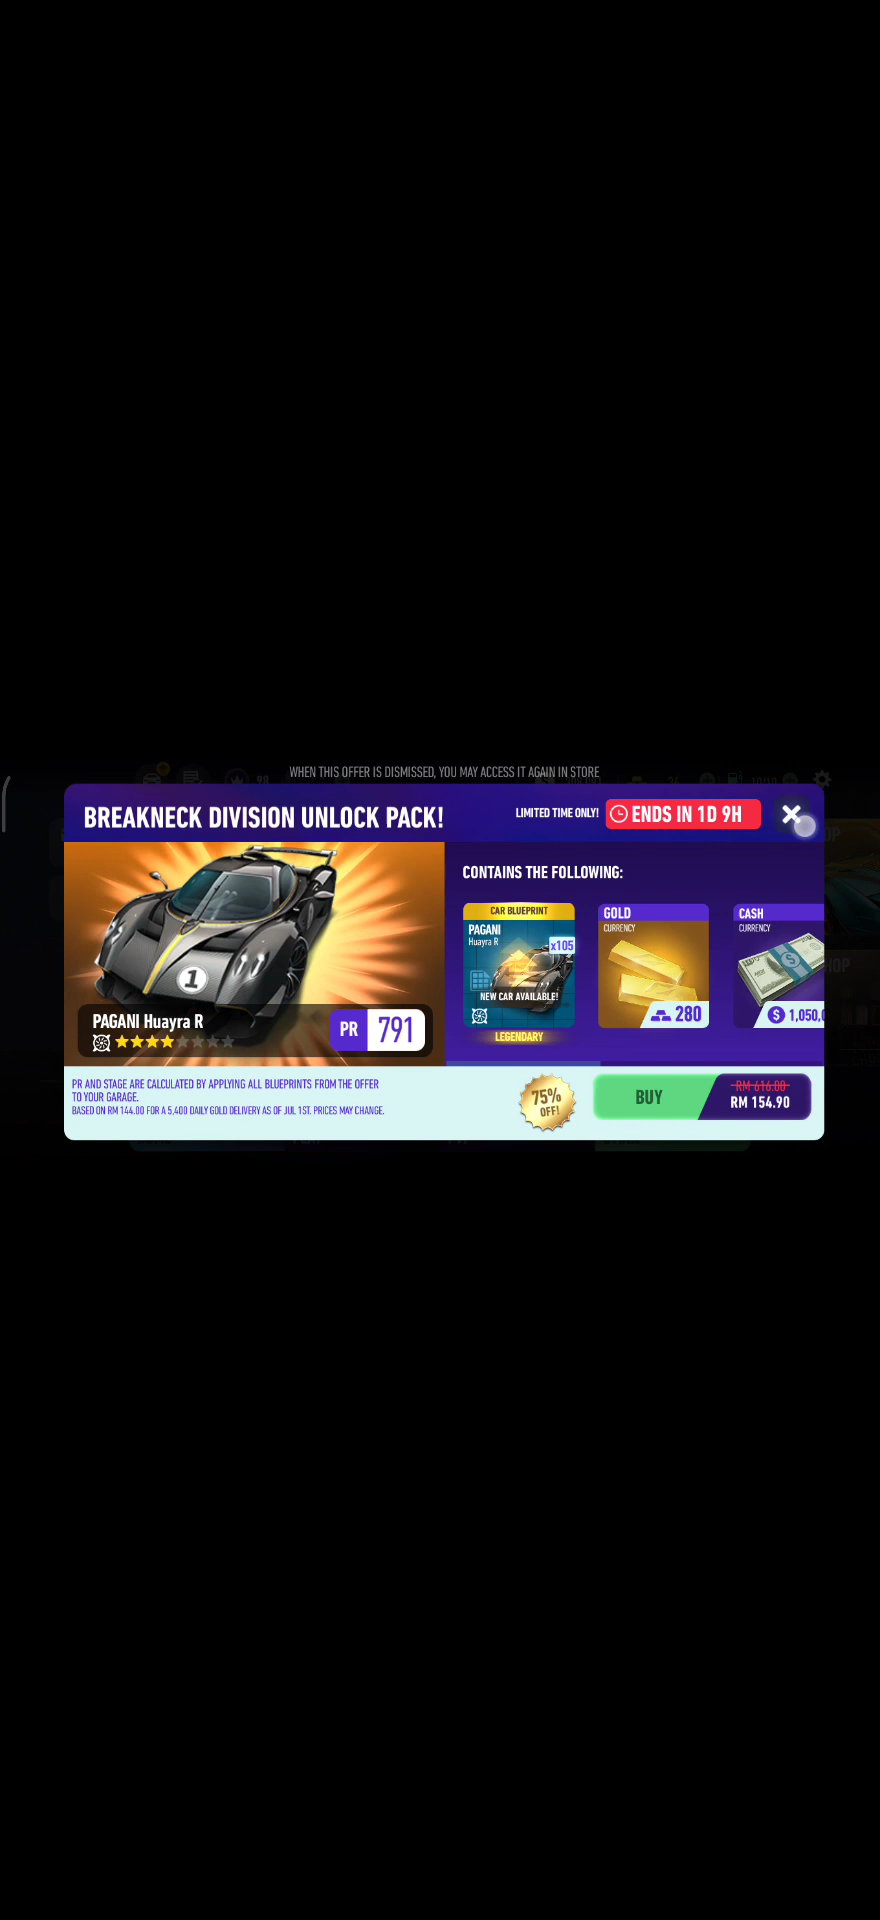 WHEN THIS OFFER IS DISMISSED, YOU MAY ACCESS IT AGAIN IN STORE
BREAKNECK DIVISION UNLOCK PACK!
LIMITED TIME ONLY!
ENDS IN 1D 9H
CONTAINS THE FOLLOWING:
CAR BLUEPRINT
PAGANI
Huayra R
x105
NEW CAR AVAILABLE!
LEGENDARY
GOLD
CURRENCY
280
CASH
CURRENCY
$
$ 1,050,0
1
PAGANI Huayra R
PR 791
PR AND STAGE ARE CALCULATED BY APPLYING ALL BLUEPRINTS FROM THE OFFER
TO YOUR GARAGE.
BASED ON RM 144.00 FOR A 5,400 DAILY GOLD DELIVERY AS OF JUL 1ST. PRICES MAY CHANGE.
75%
OFF!
BUY
RM 616.00
RM 154.90